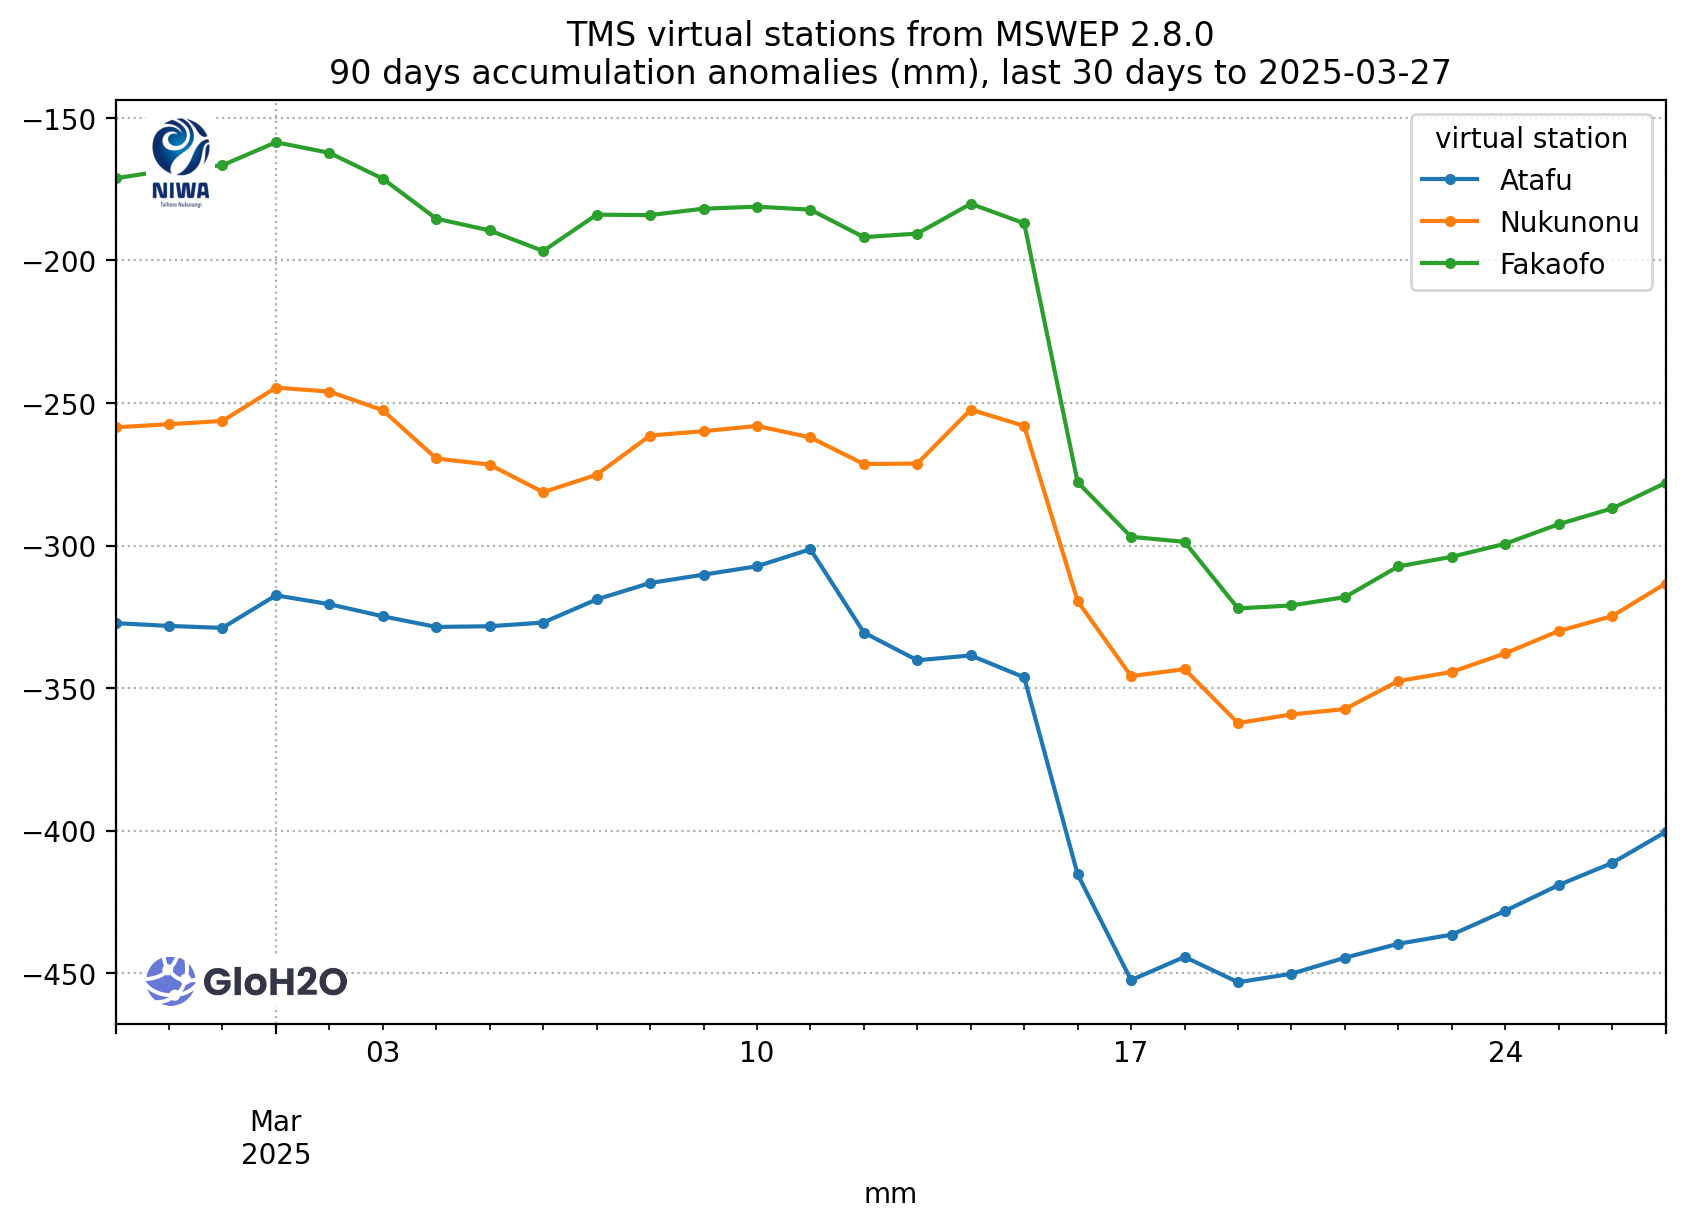 TMS virtual stations from MSWEP 2.8.0
90 days accumulation anomalies (mm), last 30 days to 2025-03-27
−150
−200
−250
−300
−350
−400
−450
NIWA
Taihoro Nukurangi
virtual station
Atafu
Nukunonu
Fakaofo
GloH2O
03
10
17
24
Mar
2025
mm